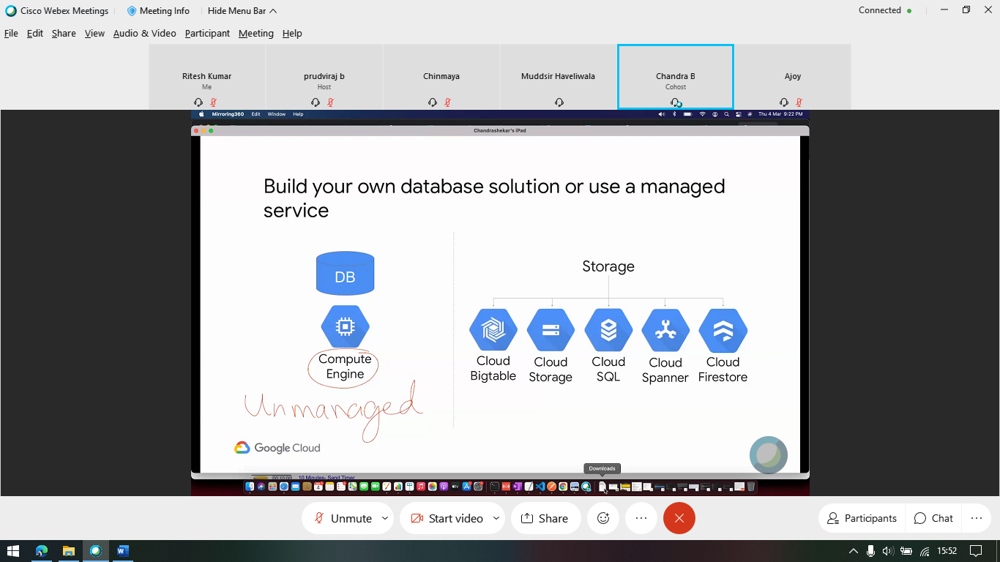 Cisco Webex Meetings Meeting Info Hide Menu Bar Connected
File Edit Share View Audio & Video Participant Meeting Help
Ritesh Kumar
Me
prudviraj b
Host
Chinmaya
Muddsir Haveliwala
Chandra B
Cohost
Ajoy
Mirroring360 Edit Window Help Thu 4 Mar 9:22 PM
Chandrashekar's iPad
Build your own database solution or use a managed
service
DB
Compute
Engine
Unmanaged
Storage
Cloud
Bigtable
Cloud
Storage
Cloud
SQL
Cloud
Spanner
Cloud
Firestore
Google Cloud
Downloads
00:10:00 10 Minutes- Sand Timer
Unmute Start video Share Participants Chat
15:52